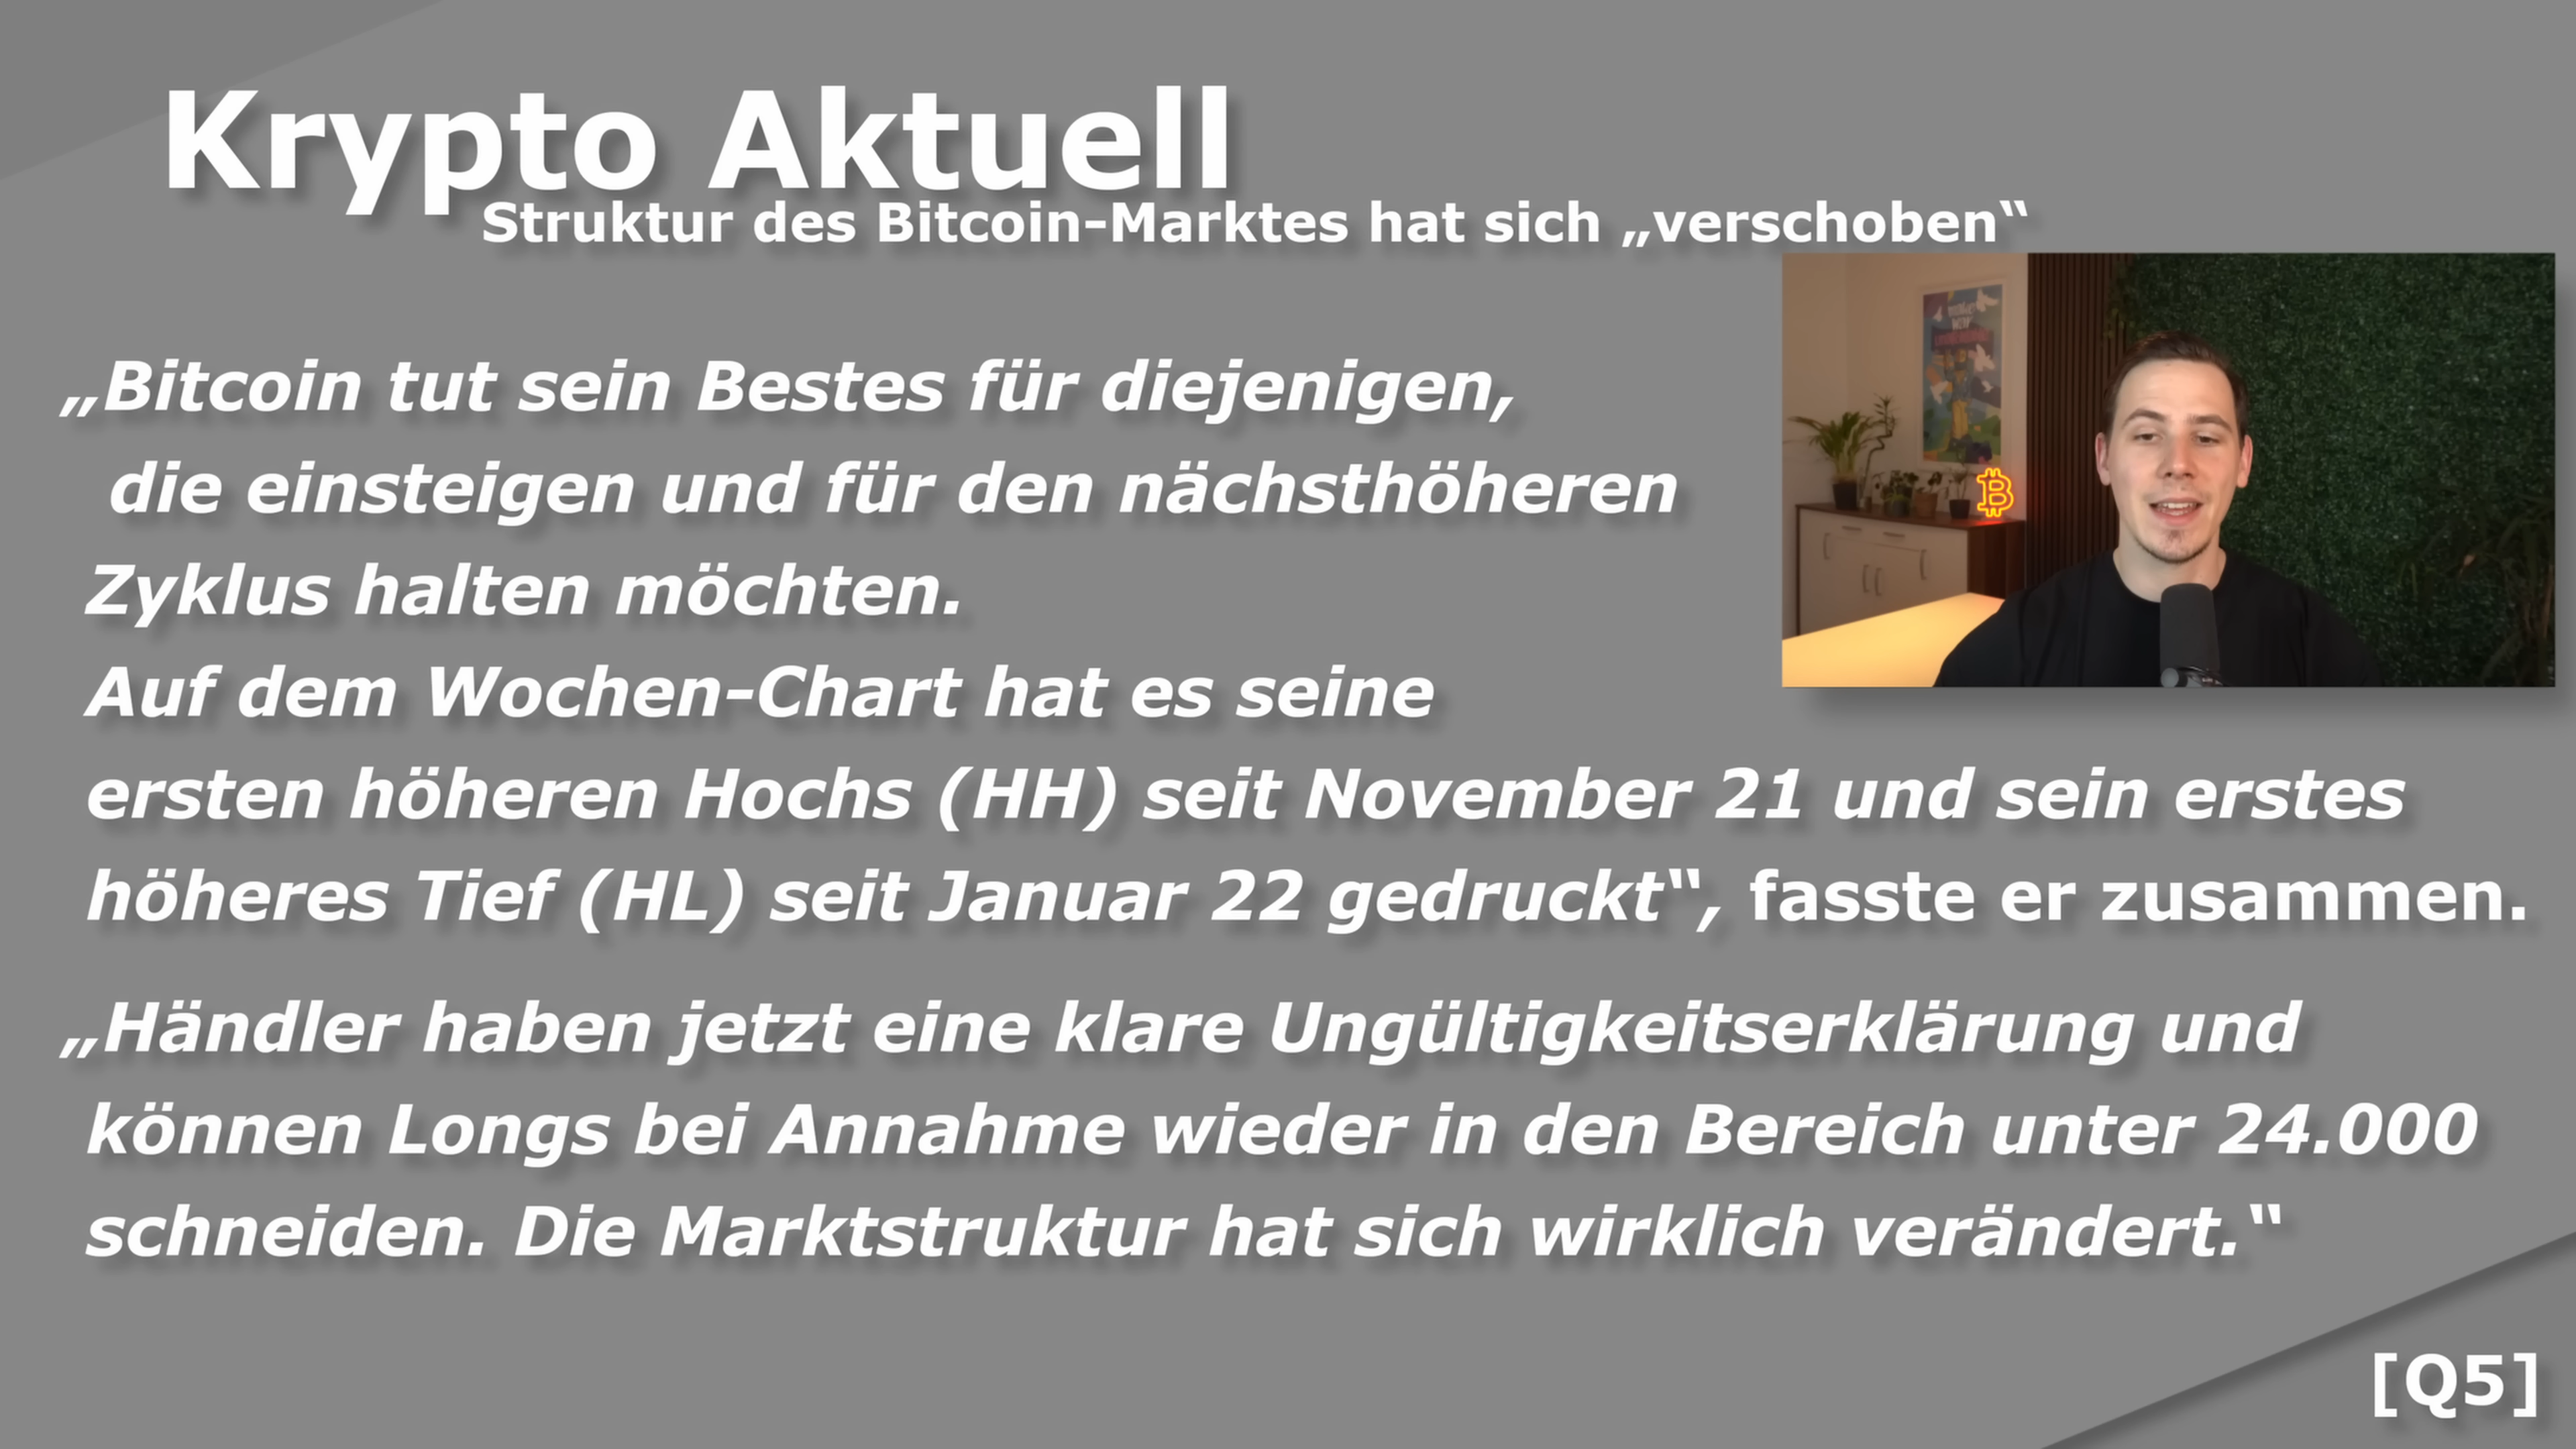 Krypto Aktuell
Struktur des Bitcoin-Marktes hat sich „verschoben“
„Bitcoin tut sein Bestes für diejenigen,
die einsteigen und für den nächsthöheren
Zyklus halten möchten.
Auf dem Wochen-Chart hat es seine
ersten höheren Hochs (HH) seit November 21 und sein erstes
höheres Tief (HL) seit Januar 22 gedruckt“, fasste er zusammen.
„Händler haben jetzt eine klare Ungültigkeitserklärung und
können Longs bei Annahme wieder in den Bereich unter 24.000
schneiden. Die Marktstruktur hat sich wirklich verändert.“
[Q5]